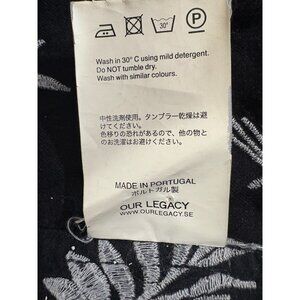 30°
P
Wash in 30° C using mild detergent.
Do NOT tumble dry.
Wash with similar colours.
中性洗剤使用。タンブラー乾燥は避
けてください。
色移りの恐れがあるので、他の物と
のお洗濯はお避け下さい。
MADE IN PORTUGAL
ポルトガル製
OUR LEGACY
WWW.OURLEGACY.SE